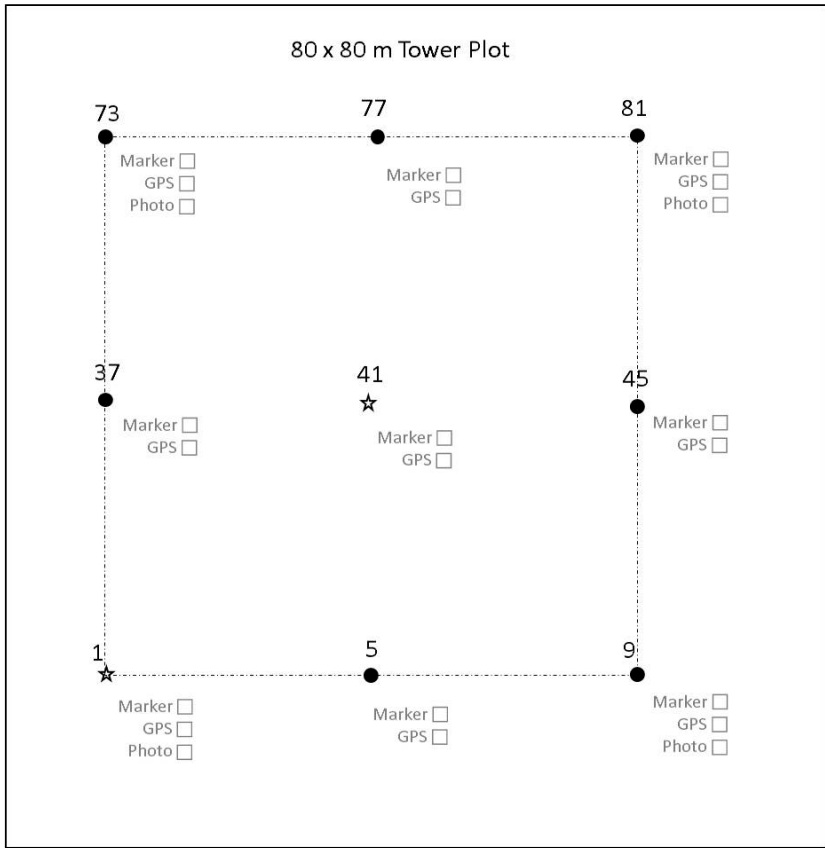 80 x 80 m Tower Plot
73 77 81
Marker Marker Marker
GPS GPS GPS
Photo Photo
37 41 45
Marker Marker Marker
GPS GPS GPS
1 5 9
Marker Marker Marker
GPS GPS GPS
Photo Photo